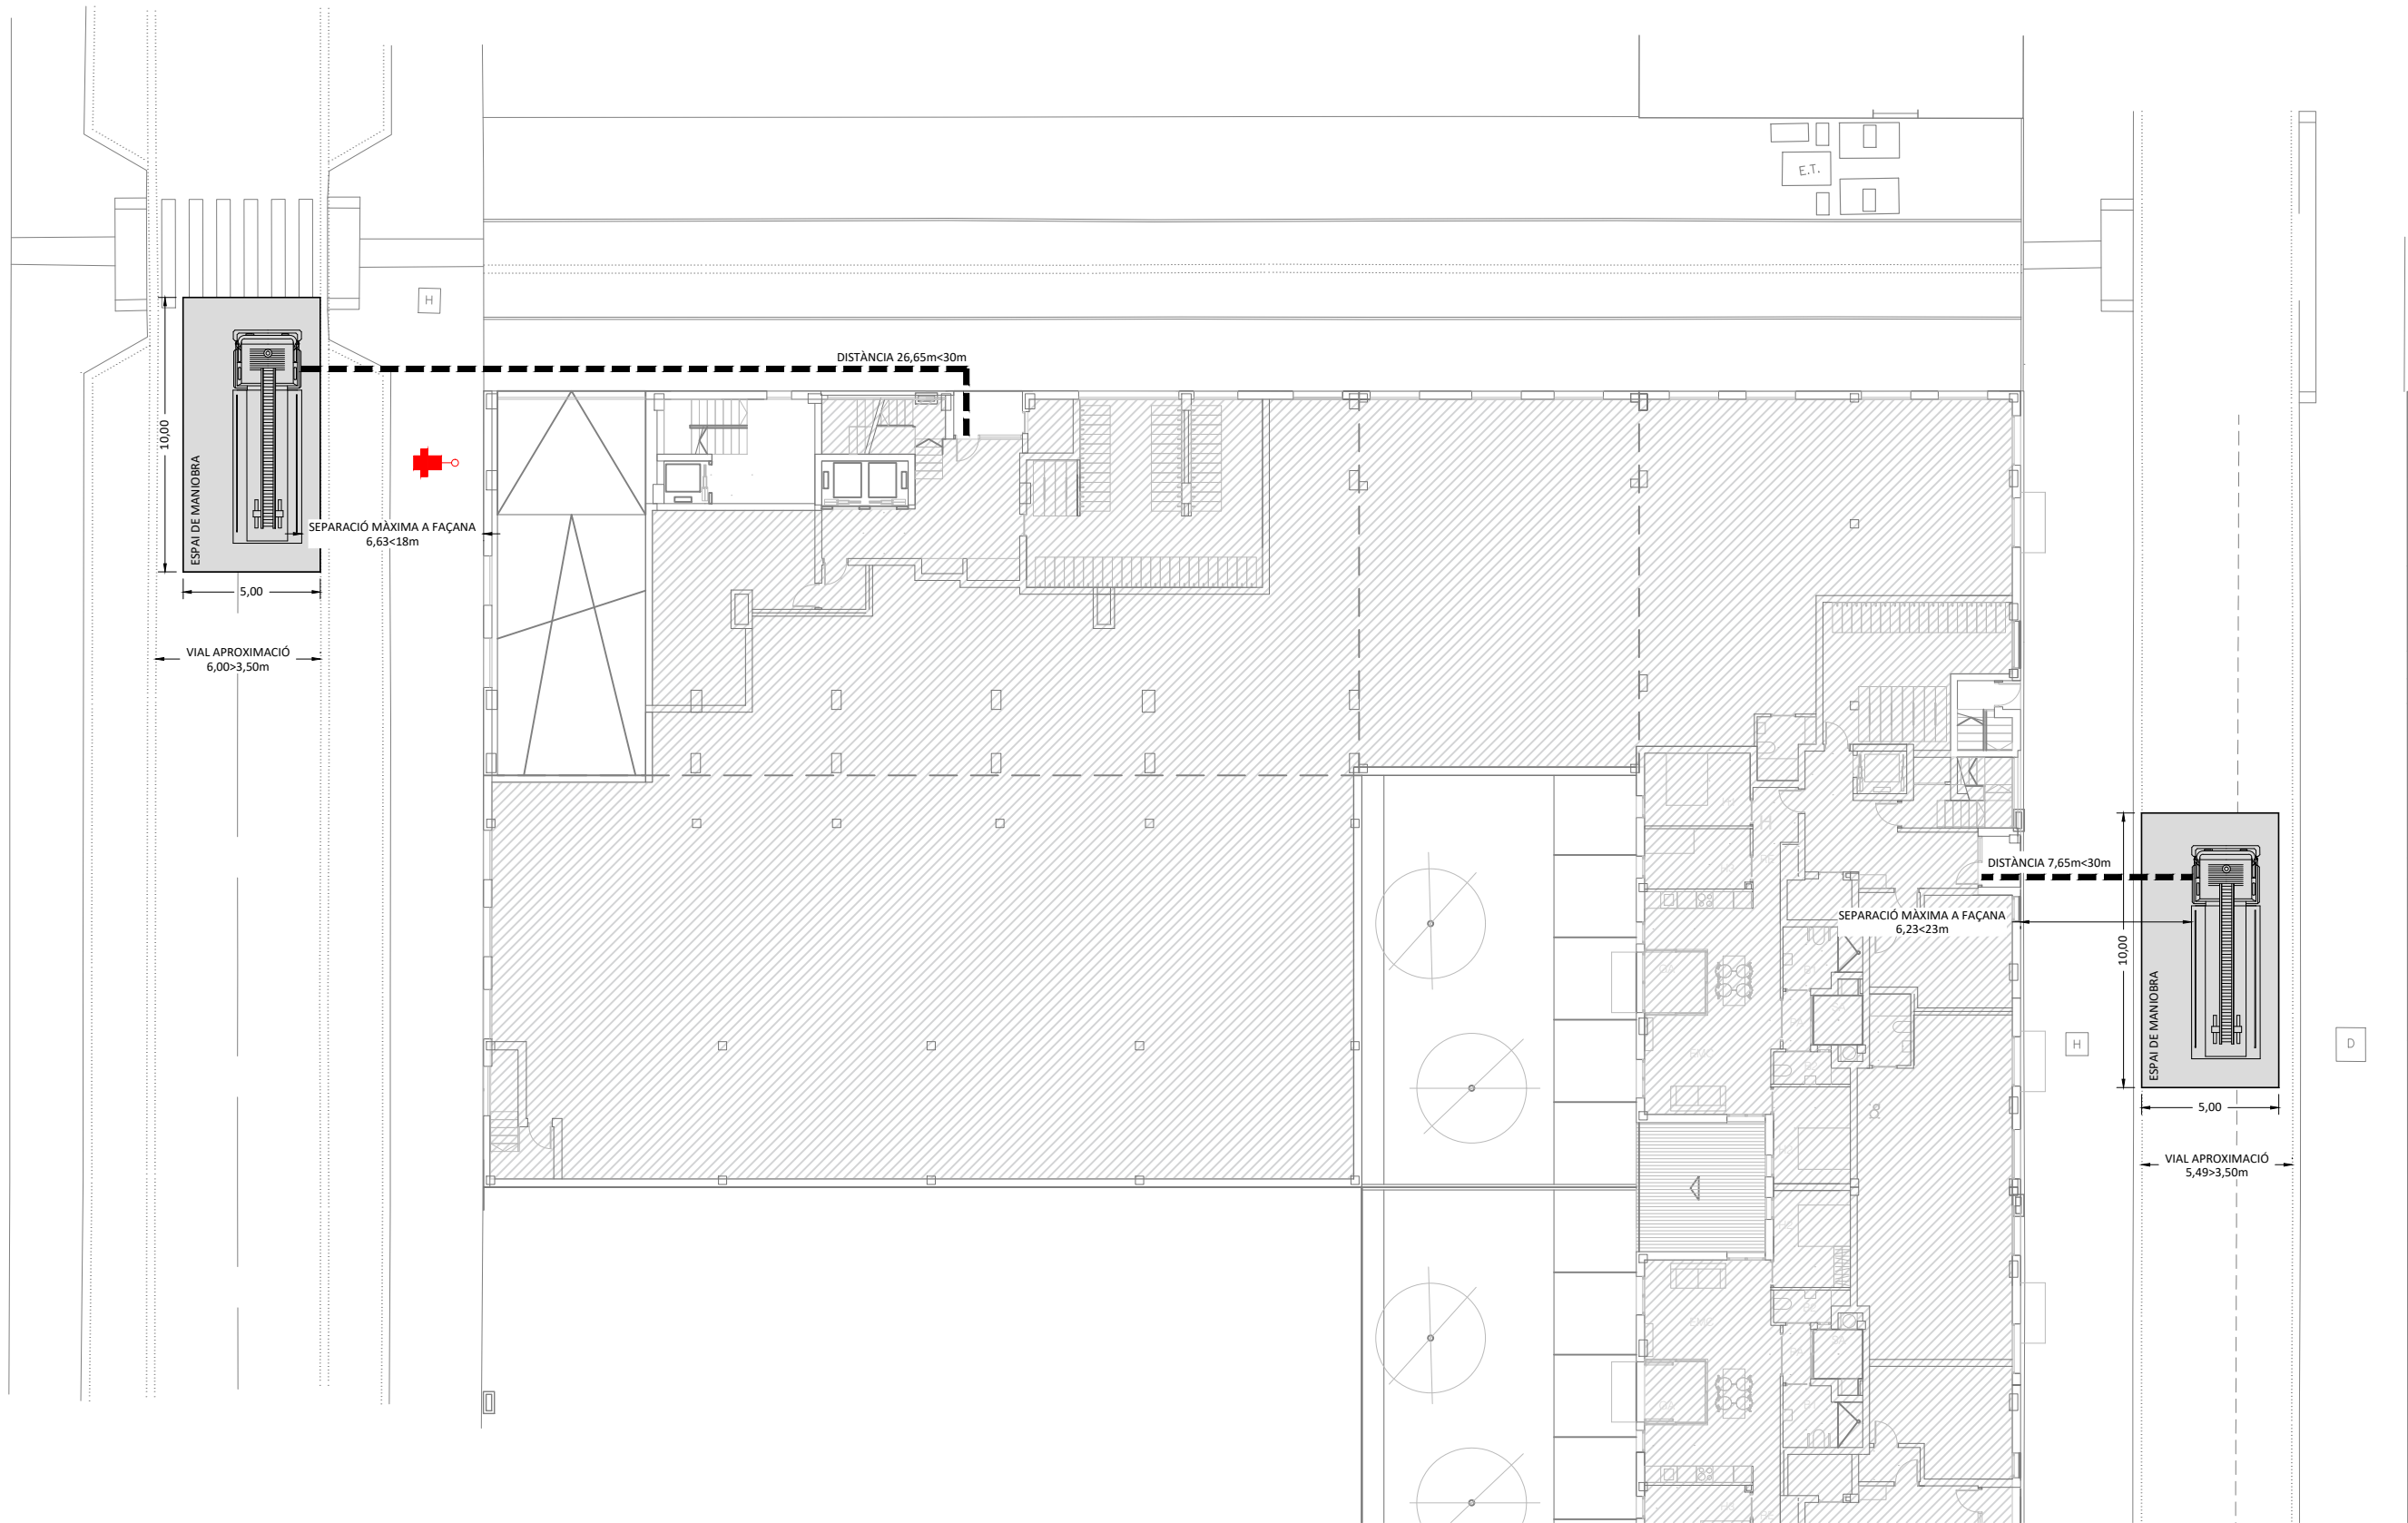 E.T.
H
DISTÀNCIA 26,65m<30m
10,00
ESPAI DE MANIOBRA
SEPARACIÓ MÀXIMA A FAÇANA
6,63<18m
5,00
VIAL APROXIMACIÓ
6,00>3,50m
DISTÀNCIA 7,65m<30m
SEPARACIÓ MÀXIMA A FAÇANA
6,23<23m
10,00
ESPAI DE MANIOBRA
H
D
5,00
VIAL APROXIMACIÓ
5,49>3,50m